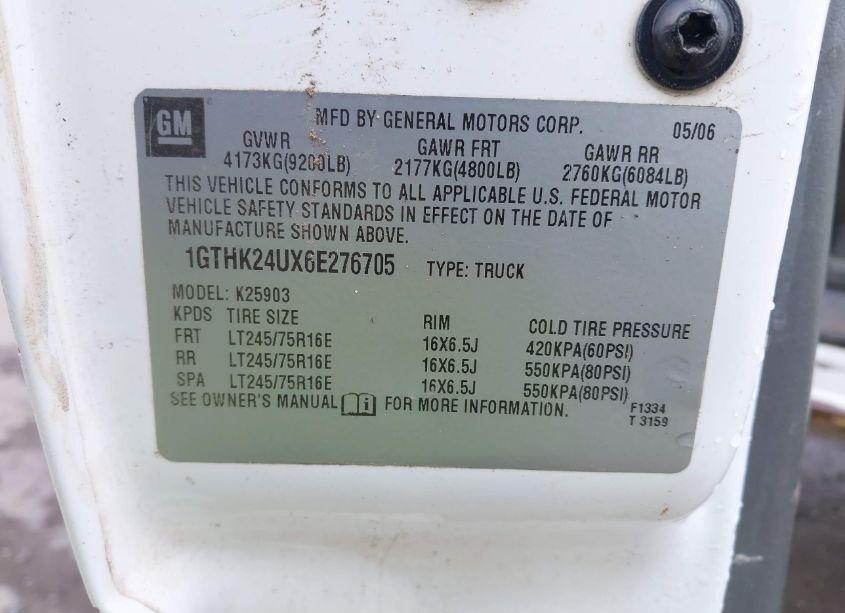 GM
MFD BY GENERAL MOTORS CORP. 05/06
GVWR GAWR FRT GAWR RR
4173KG(9200LB) 2177KG(4800LB) 2760KG(6084LB)
THIS VEHICLE CONFORMS TO ALL APPLICABLE U.S. FEDERAL MOTOR
VEHICLE SAFETY STANDARDS IN EFFECT ON THE DATE OF
MANUFACTURE SHOWN ABOVE.
1GTHK24UX6E276705 TYPE: TRUCK
MODEL: K25903
KPDS TIRE SIZE RIM COLD TIRE PRESSURE
FRT LT245/75R16E 16X6.5J 420KPA(60PSI)
RR LT245/75R16E 16X6.5J 550KPA(80PSI)
SPA LT245/75R16E 16X6.5J 550KPA(80PSI)
SEE OWNER'S MANUAL i FOR MORE INFORMATION.
F1334
T 3159